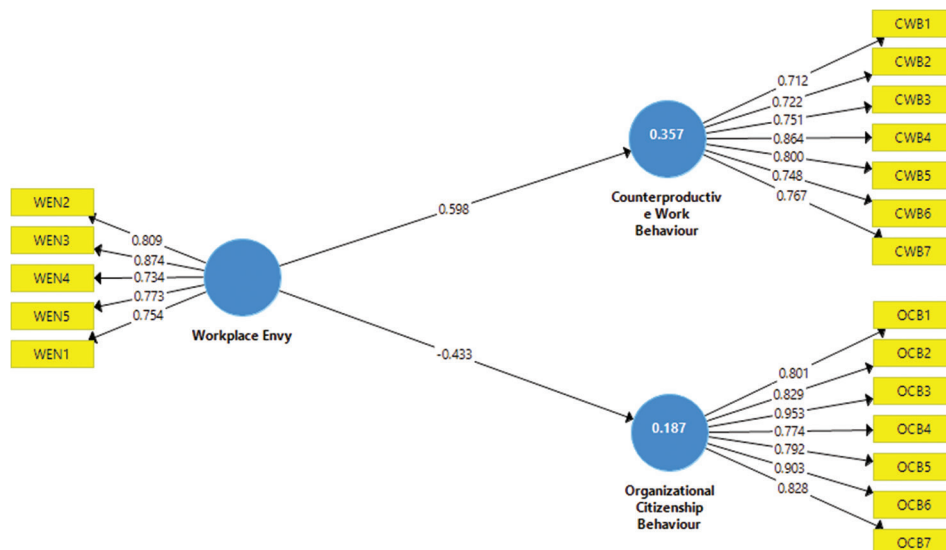 WEN2
WEN3
WEN4
WEN5
WEN1
0.809
0.874
0.734
0.773
0.754
Workplace Envy
0.598
-0.433
0.357
Counterproductiv
e Work
Behaviour
0.712
0.722
0.751
0.864
0.800
0.748
0.767
CWB1
CWB2
CWB3
CWB4
CWB5
CWB6
CWB7
0.187
Organizational
Citizenship
Behaviour
0.801
0.829
0.953
0.774
0.792
0.903
0.828
OCB1
OCB2
OCB3
OCB4
OCB5
OCB6
OCB7